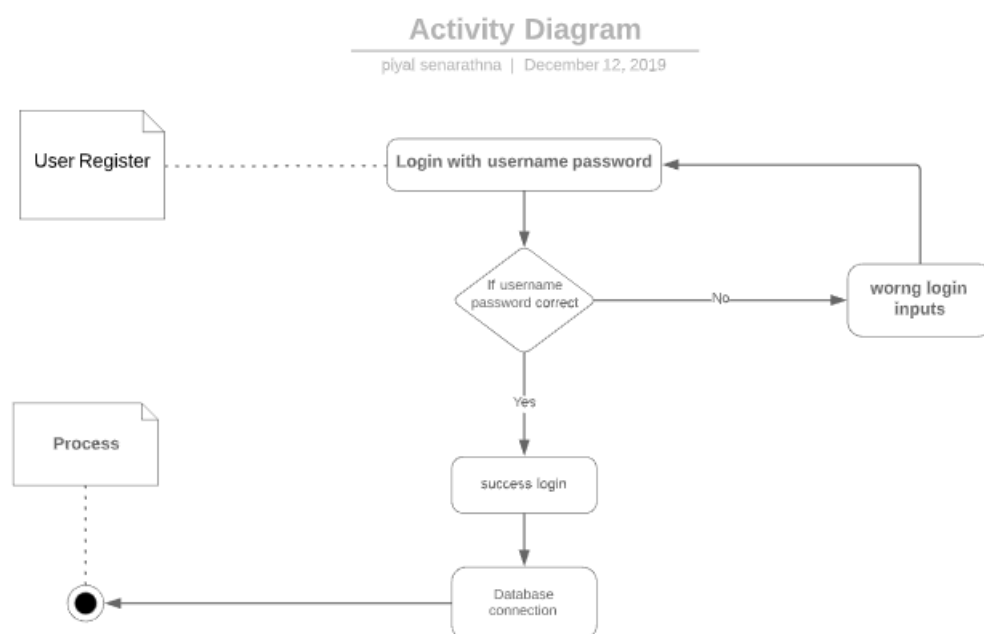 Activity Diagram
piyal senarathna | December 12, 2019
User Register
Login with username password
If username
password correct
No
worng login
inputs
Yes
Process
success login
Database
connection